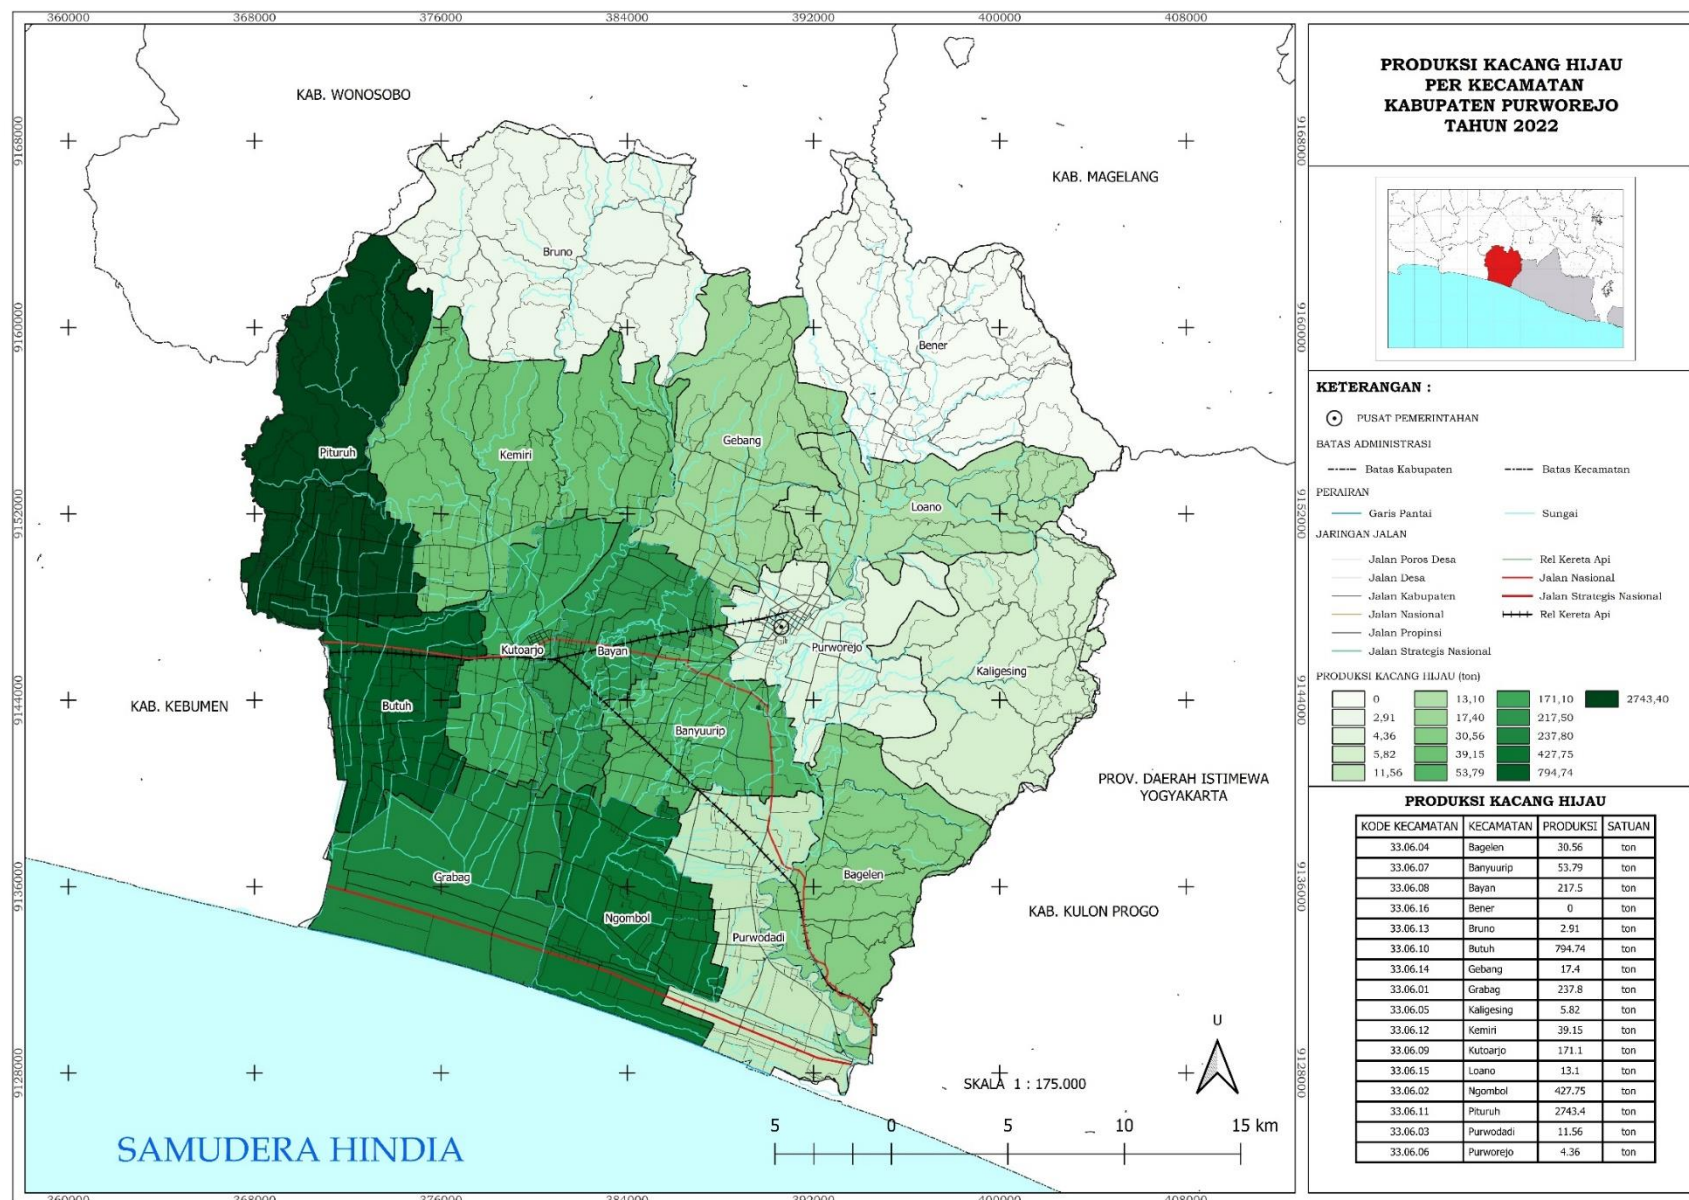 360000 368000 376000 384000 392000 400000 408000
9168000
9160000
9152000
9144000
9136000
9128000
KAB. WONOSOBO
KAB. MAGELANG
KAB. KEBUMEN
PROV. DAERAH ISTIMEWA
YOGYAKARTA
KAB. KULON PROGO
Bruno
Bener
Pituruh
Kemiri
Gebang
Loano
Kutoarjo
Bayan
Purworejo
Kaligesing
Butuh
Banyuurip
Grabag
Ngombol
Purwodadi
Bagelen
SAMUDERA HINDIA
U
SKALA 1 : 175.000
5 0 5 10 15 km
9168000
9160000
9152000
9144000
9136000
9128000
360000 368000 376000 384000 392000 400000 408000
PRODUKSI KACANG HIJAU
PER KECAMATAN
KABUPATEN PURWOREJO
TAHUN 2022
KETERANGAN :
PUSAT PEMERINTAHAN
BATAS ADMINISTRASI
Batas Kabupaten Batas Kecamatan
PERAIRAN
Garis Pantai Sungai
JARINGAN JALAN
Jalan Poros Desa Rel Kereta Api
Jalan Desa Jalan Nasional
Jalan Kabupaten Jalan Strategis Nasional
Jalan Nasional Rel Kereta Api
Jalan Propinsi
Jalan Strategis Nasional
PRODUKSI KACANG HIJAU (ton)
0 13,10 171,10 2743,40
2,91 17,40 217,50
4,36 30,56 237,80
5,82 39,15 427,75
11,56 53,79 794,74
PRODUKSI KACANG HIJAU
KODE KECAMATAN KECAMATAN PRODUKSI SATUAN
33.06.04 Bagelen 30.56 ton
33.06.07 Banyuurip 53.79 ton
33.06.08 Bayan 217.5 ton
33.06.16 Bener 0 ton
33.06.13 Bruno 2.91 ton
33.06.10 Butuh 794.74 ton
33.06.14 Gebang 17.4 ton
33.06.01 Grabag 237.8 ton
33.06.05 Kaligesing 5.82 ton
33.06.12 Kemiri 39.15 ton
33.06.09 Kutoarjo 171.1 ton
33.06.15 Loano 13.1 ton
33.06.02 Ngombol 427.75 ton
33.06.11 Pituruh 2743.4 ton
33.06.03 Purwodadi 11.56 ton
33.06.06 Purworejo 4.36 ton